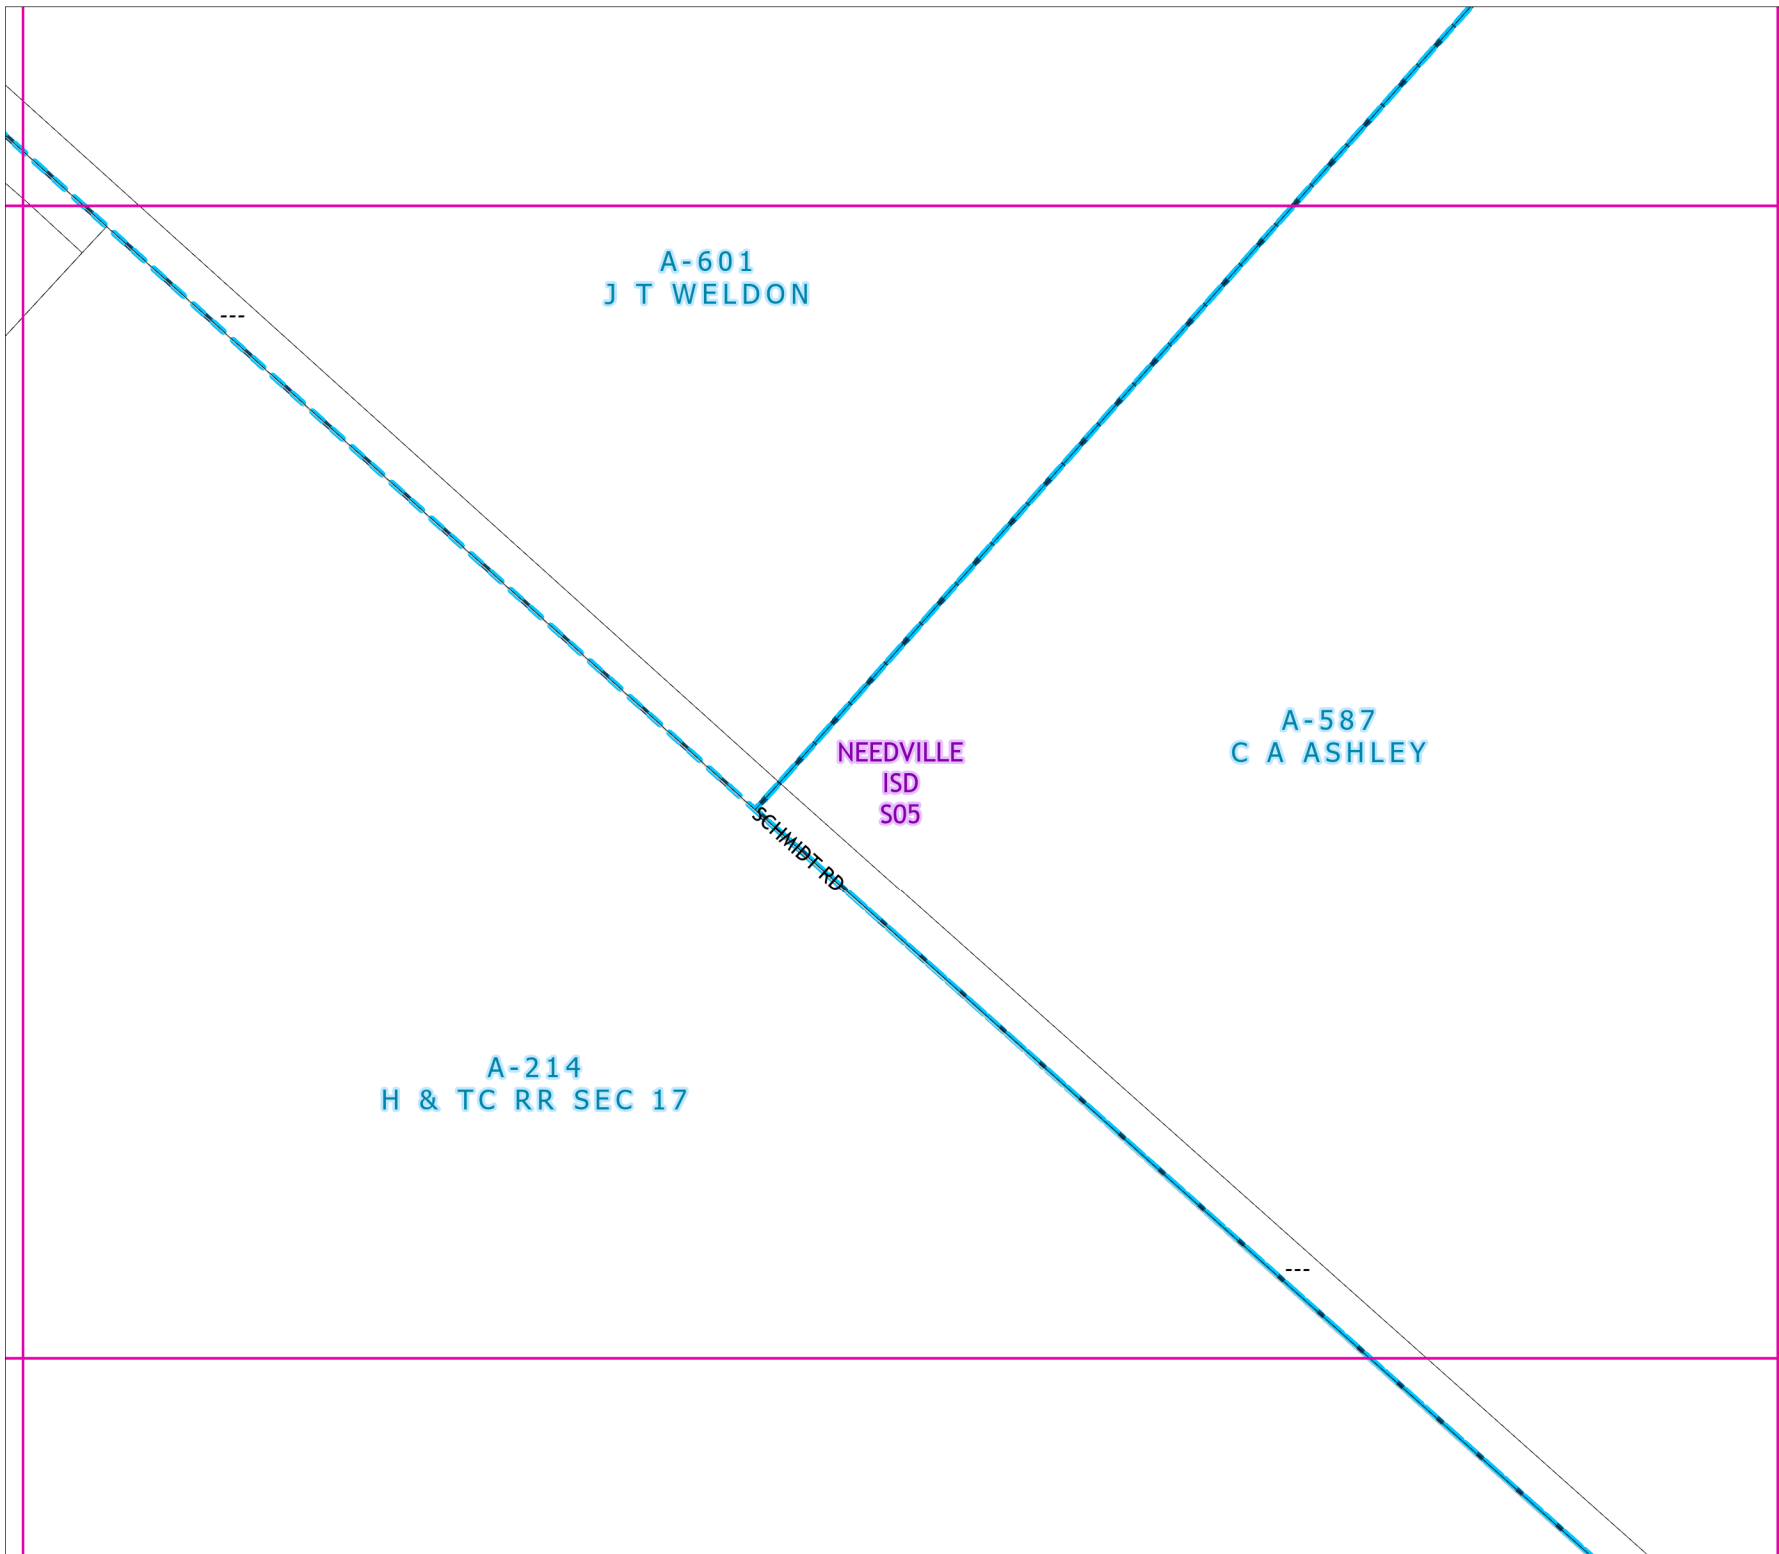 A-601
J T WELDON
---
A-587
C A ASHLEY
NEEDVILLE
ISD
S05
SCHMIDT RD
A-214
H & TC RR SEC 17
---